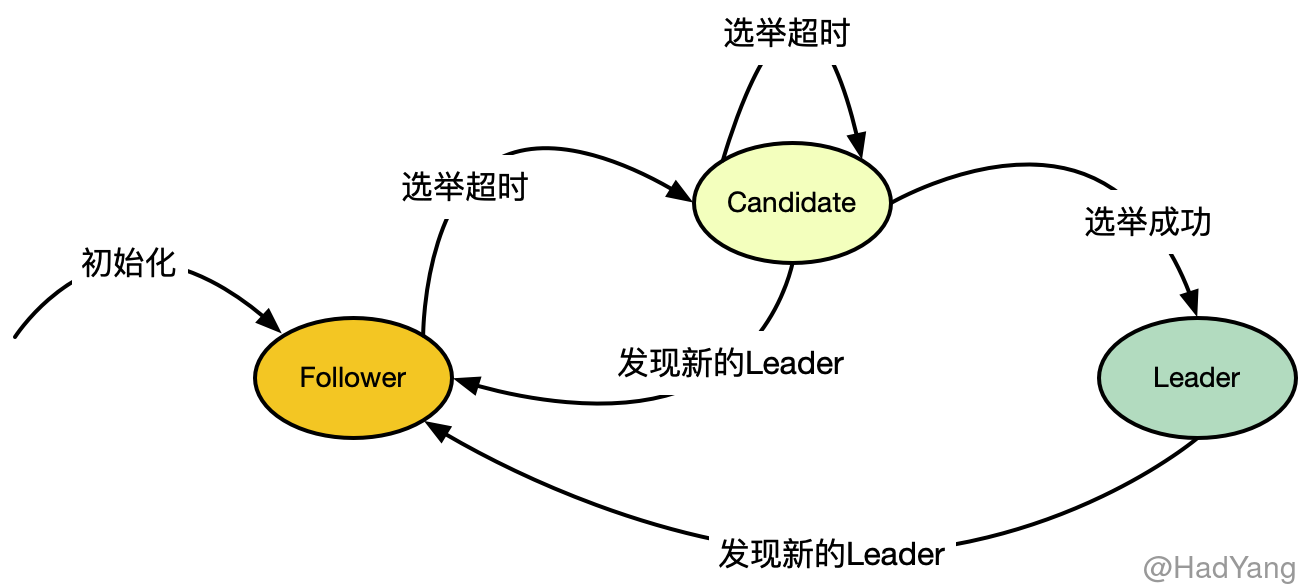 选举超时
选举超时
Candidate
选举成功
初始化
Follower
发现新的Leader
Leader
发现新的Leader
@HadYang